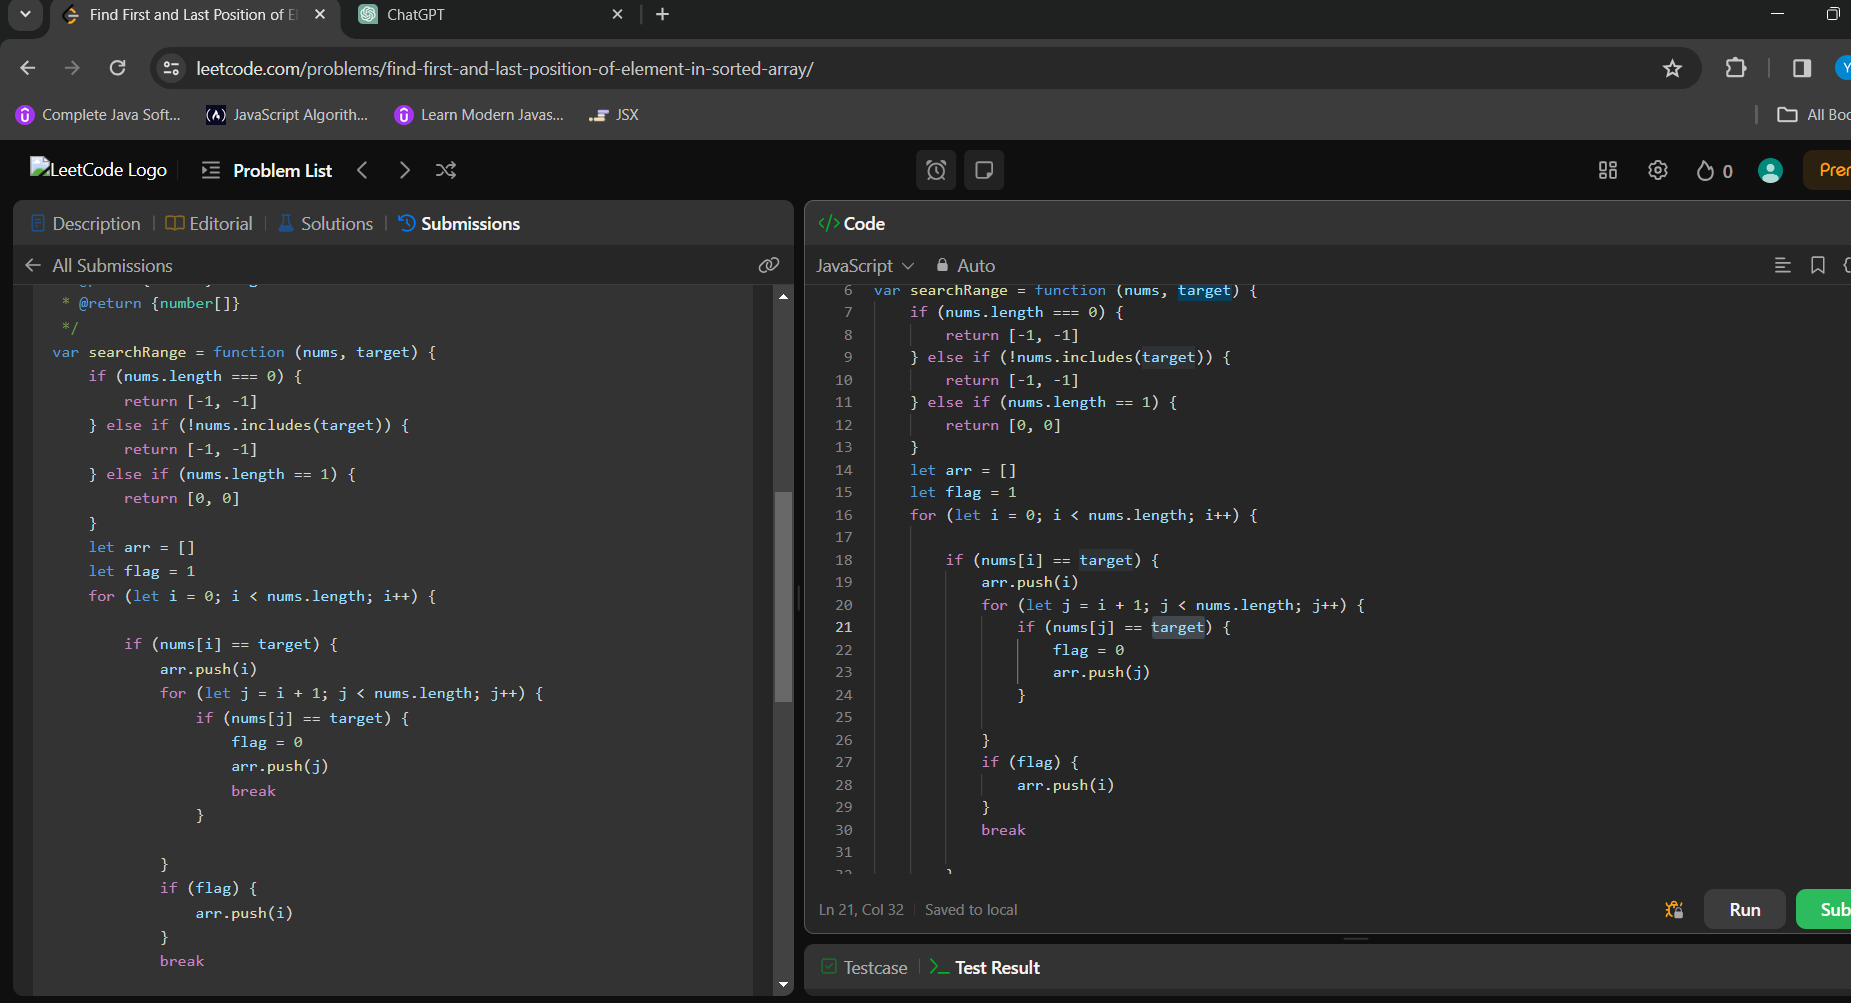 Find First and Last Position of El
ChatGPT
leetcode.com/problems/find-first-and-last-position-of-element-in-sorted-array/
Y
Complete Java Soft...
JavaScript Algorith...
Learn Modern Javas...
JSX
All Boo
LeetCode Logo
Problem List
0
Prer
Description
Editorial
Solutions
Submissions
All Submissions
* @return {number[]}
*/
var searchRange = function (nums, target) {
if (nums.length === 0) {
return [-1, -1]
} else if (!nums.includes(target)) {
return [-1, -1]
} else if (nums.length == 1) {
return [0, 0]
}
let arr = []
let flag = 1
for (let i = 0; i < nums.length; i++) {
if (nums[i] == target) {
arr.push(i)
for (let j = i + 1; j < nums.length; j++) {
if (nums[j] == target) {
flag = 0
arr.push(j)
break
}
}
if (flag) {
arr.push(i)
}
break
</> Code
JavaScript
Auto
6 var searchRange = function (nums, target) {
7 if (nums.length === 0) {
8 return [-1, -1]
9 } else if (!nums.includes(target)) {
10 return [-1, -1]
11 } else if (nums.length == 1) {
12 return [0, 0]
13 }
14 let arr = []
15 let flag = 1
16 for (let i = 0; i < nums.length; i++) {
17
18 if (nums[i] == target) {
19 arr.push(i)
20 for (let j = i + 1; j < nums.length; j++) {
21 if (nums[j] == target) {
22 flag = 0
23 arr.push(j)
24 }
25
26 }
27 if (flag) {
28 arr.push(i)
29 }
30 break
31
Ln 21, Col 32
Saved to local
Run
Sub
Testcase
Test Result